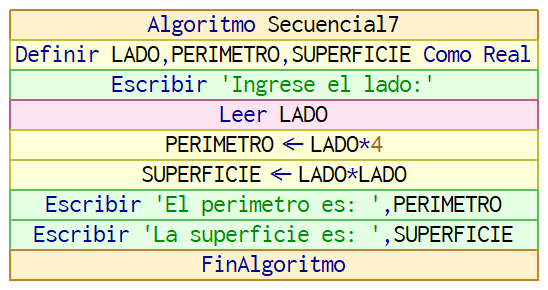 Algoritmo Secuencial7
Definir LADO,PERIMETRO,SUPERFICIE Como Real
Escribir 'Ingrese el lado:'
Leer LADO
PERIMETRO ← LADO*4
SUPERFICIE ← LADO*LADO
Escribir 'El perimetro es: ',PERIMETRO
Escribir 'La superficie es: ',SUPERFICIE
FinAlgoritmo